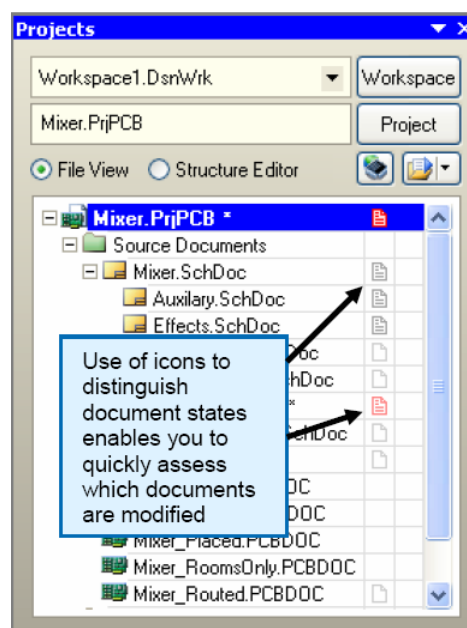 Projects
Workspace1.DsnWrk Workspace
Mixer.PrjPCB Project
File View Structure Editor
Mixer.PrjPCB *
Source Documents
Mixer.SchDoc
Auxilary.SchDoc
Effects.SchDoc
Use of icons to
distinguish
document states
enables you to
quickly assess
which documents
are modified
Mixer_Placed.PCBDOC
Mixer_RoomsOnly.PCBDOC
Mixer_Routed.PCBDOC